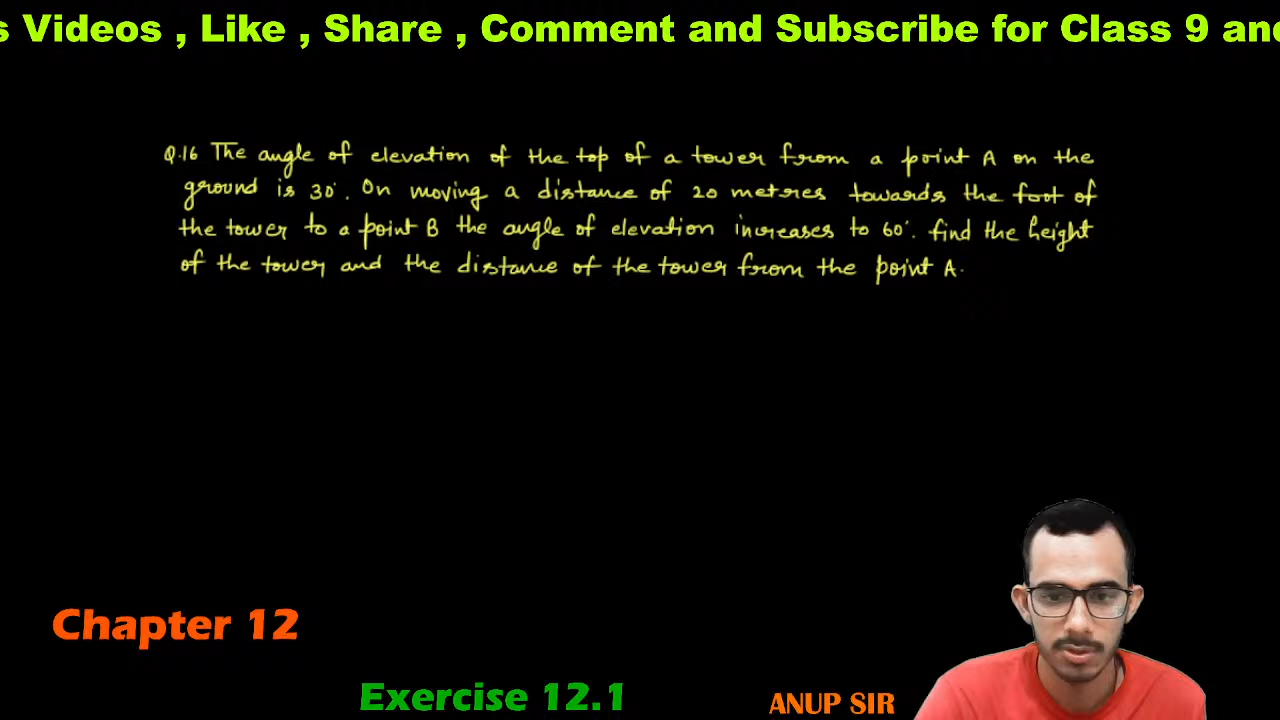 s Videos , Like , Share , Comment and Subscribe for Class 9 and
Q.16 The angle of elevation of the top of a tower from a point A on the
ground is 30°. On moving a distance of 20 metres towards the foot of
the tower to a point B the angle of elevation increases to 60°. find the height
of the tower and the distance of the tower from the point A.
Chapter 12
Exercise 12.1
ANUP SIR